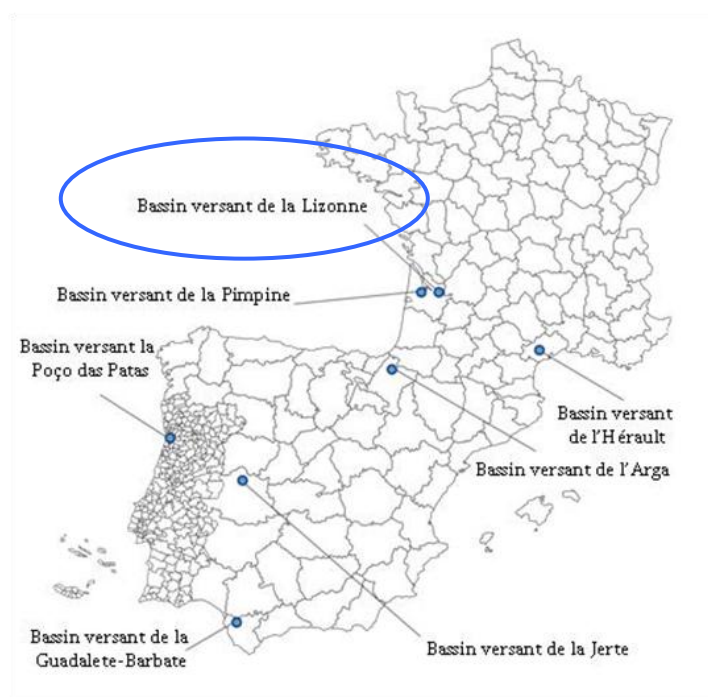 Bassin versant de la Lizonne
Bassin versant de la Pimpine
Bassin versant la
Poço das Patas
Bassin versant
de l'Hérault
Bassin versant de l'Arga
Bassin versant de la
Guadalete-Barbate
Bassin versant de la Jerte